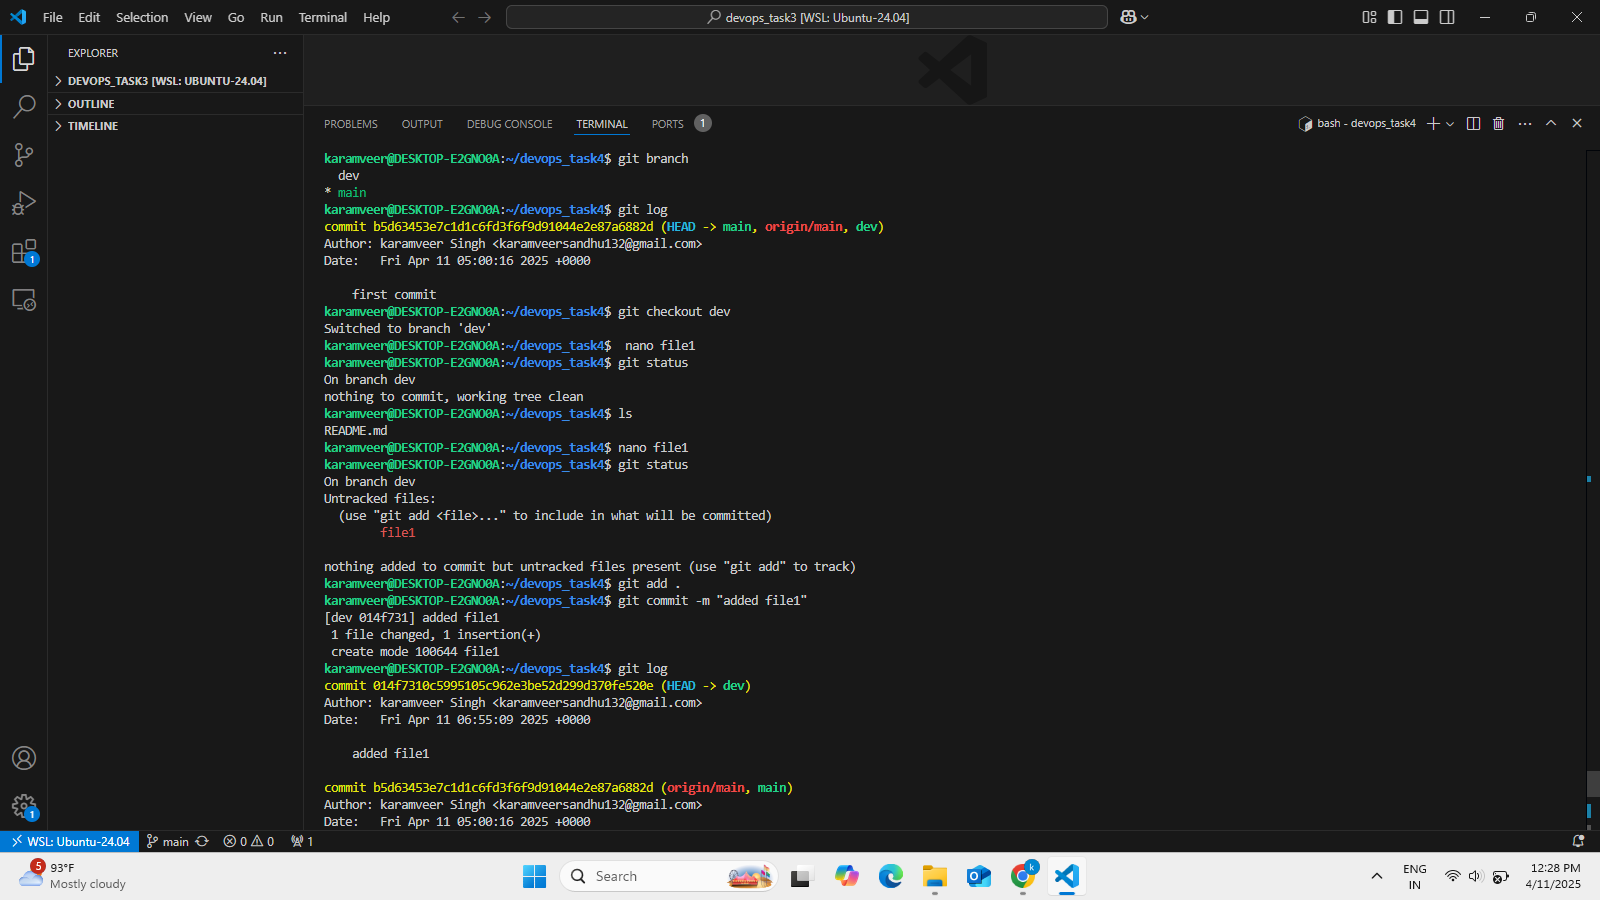 File Edit Selection View Go Run Terminal Help
devops_task3 [WSL: Ubuntu-24.04]
EXPLORER
DEVOPS_TASK3 [WSL: UBUNTU-24.04]
OUTLINE
TIMELINE
1
1
PROBLEMS OUTPUT DEBUG CONSOLE TERMINAL PORTS 1
bash - devops_task4
karamveer@DESKTOP-E2GNO0A:~/devops_task4$ git branch
  dev
* main
karamveer@DESKTOP-E2GNO0A:~/devops_task4$ git log
commit b5d63453e7c1d1c6fd3f6f9d91044e2e87a6882d (HEAD -> main, origin/main, dev)
Author: karamveer Singh <karamveersandhu132@gmail.com>
Date:   Fri Apr 11 05:00:16 2025 +0000
    first commit
karamveer@DESKTOP-E2GNO0A:~/devops_task4$ git checkout dev
Switched to branch 'dev'
karamveer@DESKTOP-E2GNO0A:~/devops_task4$  nano file1
karamveer@DESKTOP-E2GNO0A:~/devops_task4$ git status
On branch dev
nothing to commit, working tree clean
karamveer@DESKTOP-E2GNO0A:~/devops_task4$ ls
README.md
karamveer@DESKTOP-E2GNO0A:~/devops_task4$ nano file1
karamveer@DESKTOP-E2GNO0A:~/devops_task4$ git status
On branch dev
Untracked files:
  (use "git add <file>..." to include in what will be committed)
        file1
nothing added to commit but untracked files present (use "git add" to track)
karamveer@DESKTOP-E2GNO0A:~/devops_task4$ git add .
karamveer@DESKTOP-E2GNO0A:~/devops_task4$ git commit -m "added file1"
[dev 014f731] added file1
 1 file changed, 1 insertion(+)
 create mode 100644 file1
karamveer@DESKTOP-E2GNO0A:~/devops_task4$ git log
commit 014f7310c5995105c962e3be52d299d370fe520e (HEAD -> dev)
Author: karamveer Singh <karamveersandhu132@gmail.com>
Date:   Fri Apr 11 06:55:09 2025 +0000
    added file1
commit b5d63453e7c1d1c6fd3f6f9d91044e2e87a6882d (origin/main, main)
Author: karamveer Singh <karamveersandhu132@gmail.com>
Date:   Fri Apr 11 05:00:16 2025 +0000
WSL: Ubuntu-24.04 main 0 0 1
5
93°F
Mostly cloudy
Search
k
ENG
IN
12:28 PM
4/11/2025